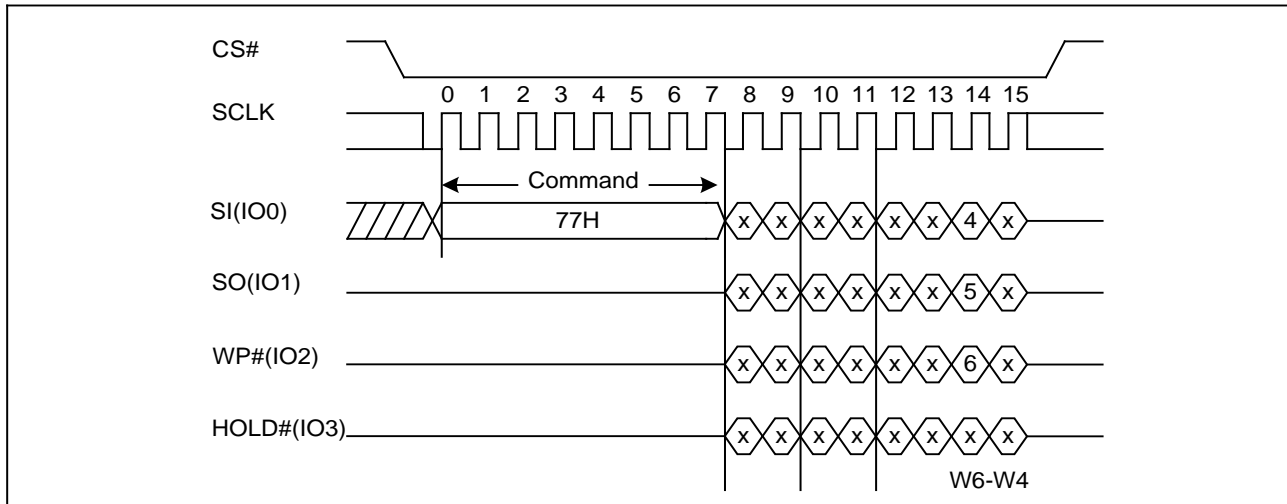 CS#
0 1 2 3 4 5 6 7 8 9 10 11 12 13 14 15
SCLK
Command
SI(IO0) 77H x x x x x x 4 x
SO(IO1) x x x x x x 5 x
WP#(IO2) x x x x x x 6 x
HOLD#(IO3) x x x x x x x x
W6-W4